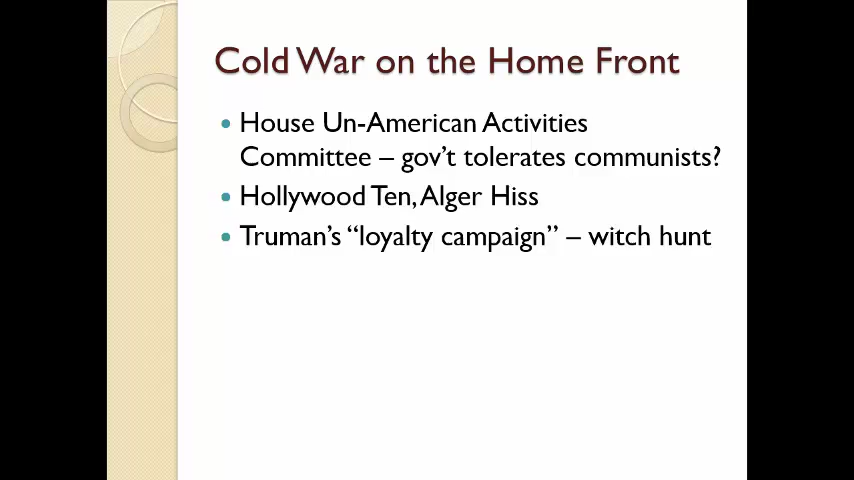 Cold War on the Home Front
• House Un-American Activities
Committee – gov’t tolerates communists?
• Hollywood Ten, Alger Hiss
• Truman’s “loyalty campaign” – witch hunt